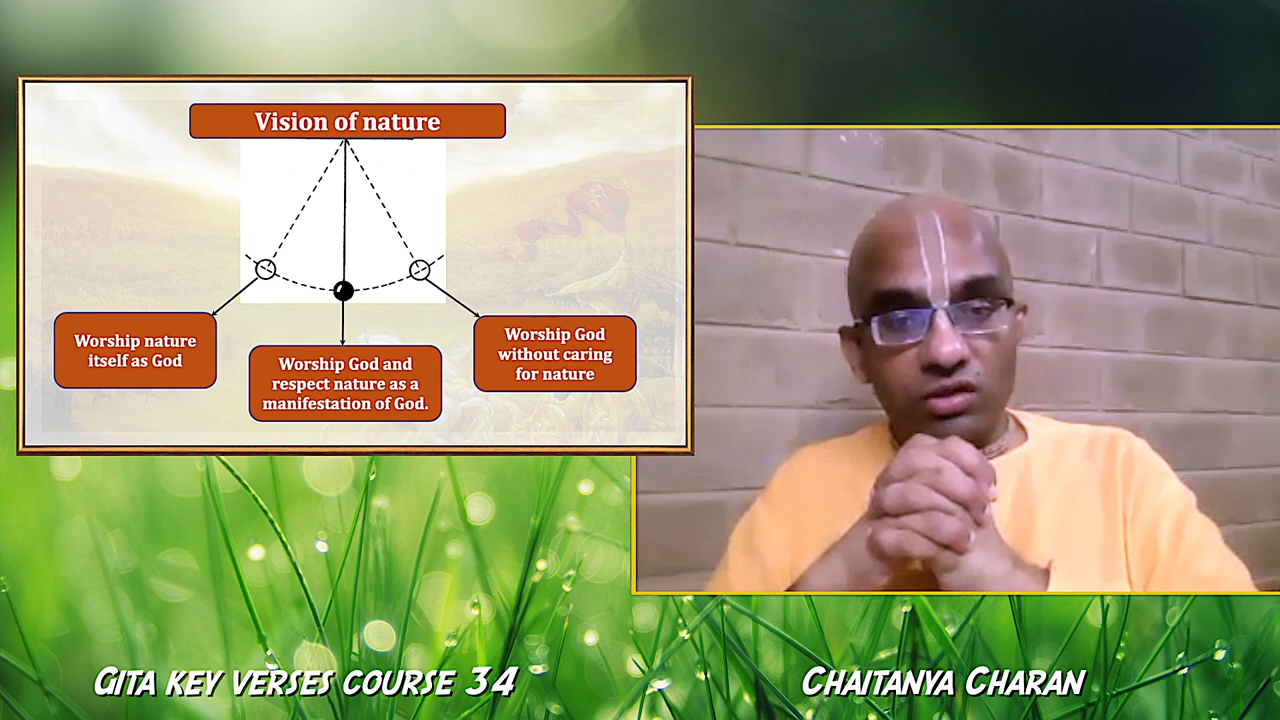 Vision of nature
Worship nature
itself as God
Worship God and
respect nature as a
manifestation of God.
Worship God
without caring
for nature
Gita key verses course 34
Chaitanya Charan